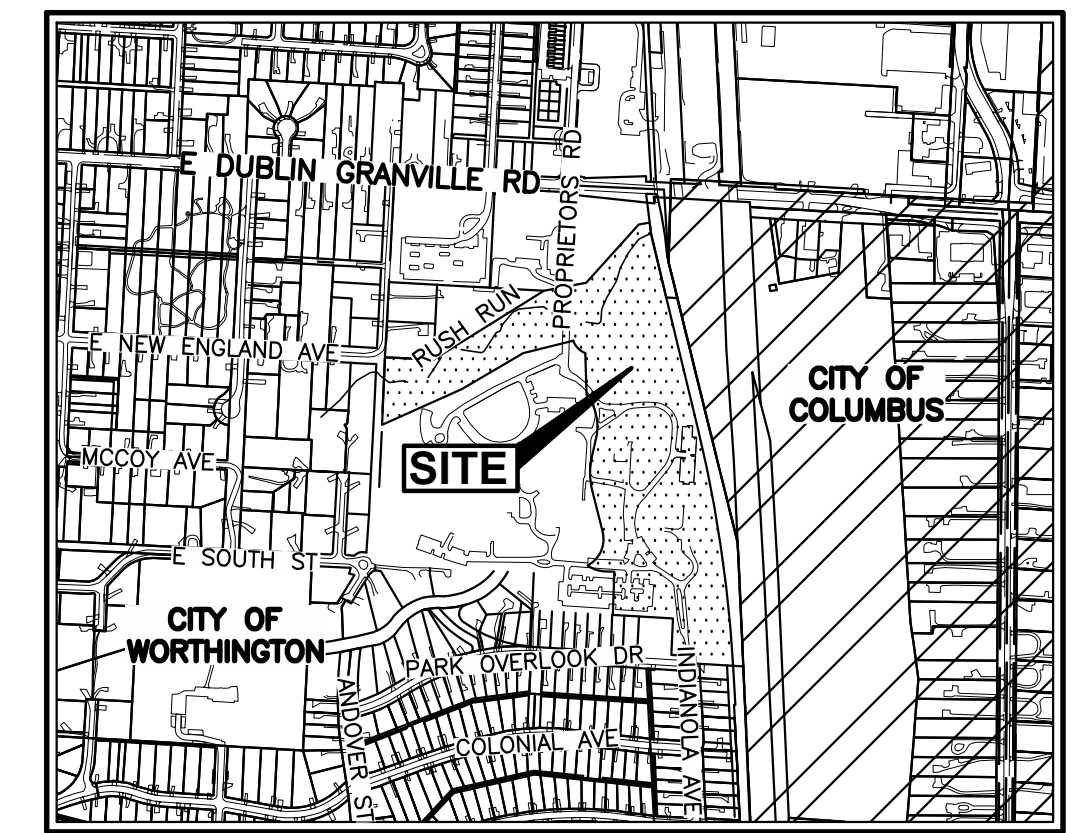 E DUBLIN GRANVILLE RD
PROPRIETORS RD
RUSH RUN
E NEW ENGLAND AVE
CITY OF
COLUMBUS
MCCOY AVE
SITE
E SOUTH ST
CITY OF
WORTHINGTON
PARK OVERLOOK DR
INDIANOLA AVE
ANDOVER ST
COLONIAL AVE